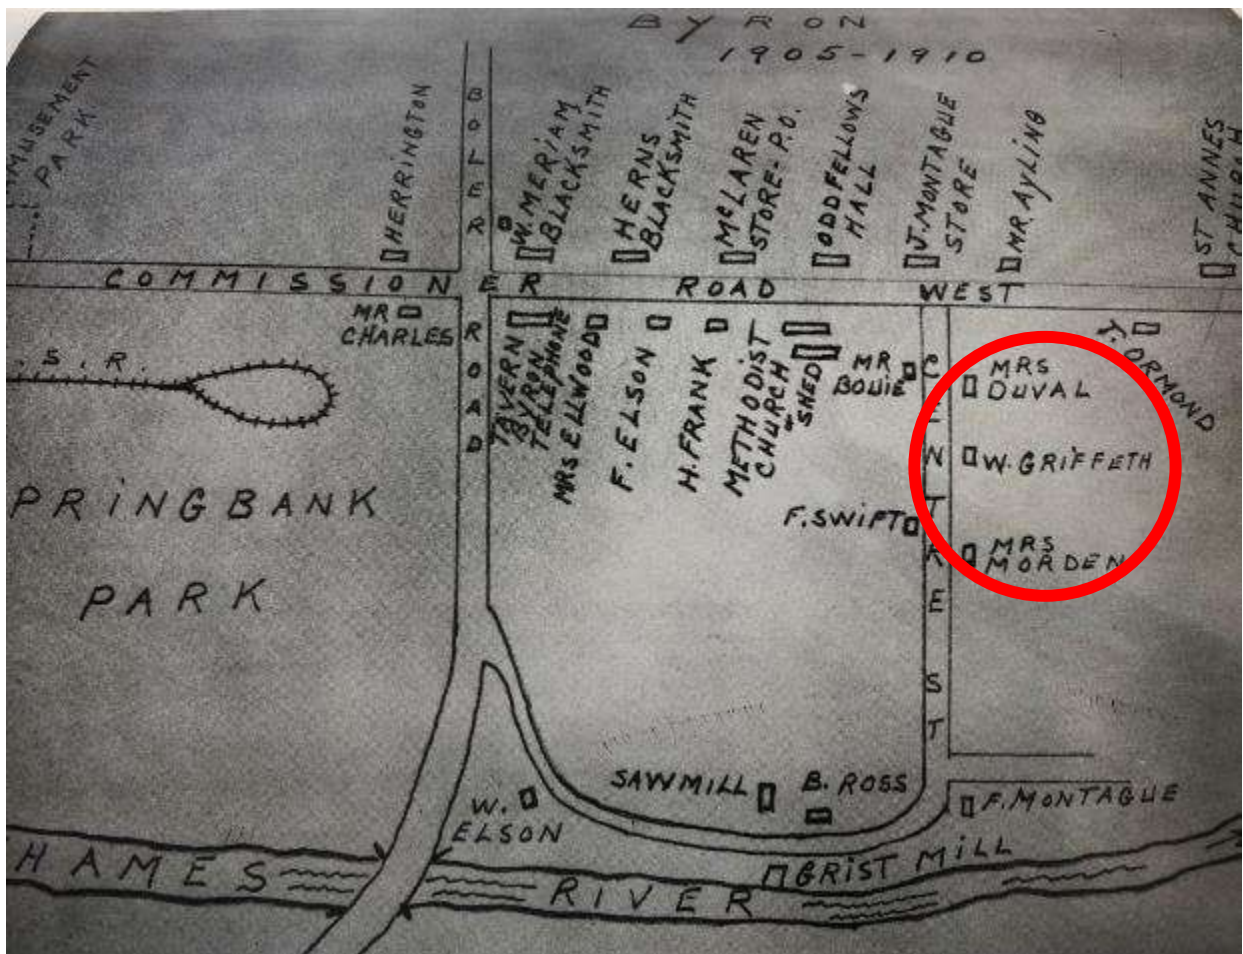 BYRON
1905-1910
AMUSEMENT
PARK
HERRINGTON
BOLER
W. MERIAM
BLACKSMITH
HERNS
BLACKSMITH
McLAREN
STORE-P.O.
ODDFELLOWS
HALL
J. MONTAGUE
STORE
MR. AYLING
ST ANNES
CHURCH
COMMISSIONER ROAD WEST
MR
CHARLES
ROAD
TAVERN
BYRON
TELEPHONE
MRS ELLWOOD
F. ELSON
H. FRANK
METHODIST
CHURCH
& SHED
MR
BOUIE
CENTRE ST
MRS
DUVAL
T. ORMOND
.S.R.
W. GRIFFETH
PRINGBANK
PARK
F. SWIFT
MRS
MORDEN
SAWMILL
B. ROSS
W.
ELSON
F. MONTAGUE
GRIST MILL
HAMES RIVER